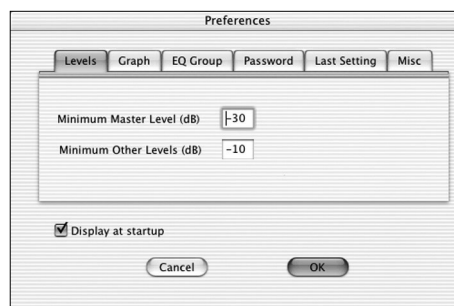 Preferences
Levels Graph EQ Group Password Last Setting Misc
Minimum Master Level (dB) -30
Minimum Other Levels (dB) -10
Display at startup
Cancel OK